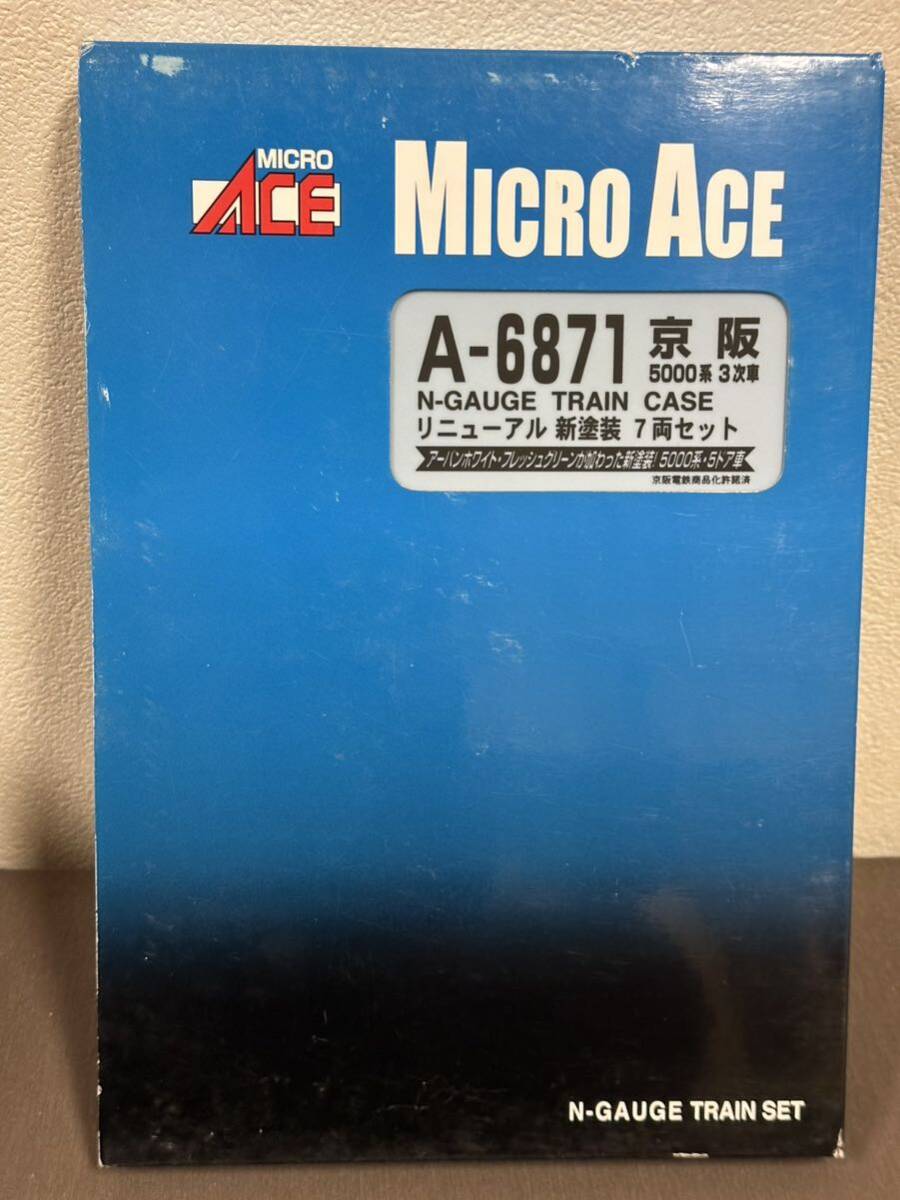 MICRO
ACE
MICRO ACE
A-6871 京阪
5000系 3次車
N-GAUGE TRAIN CASE
リニューアル 新塗装 7両セット
アーバンホワイト・フレッシュグリーンが加わった新塗装!5000系・5ドア車
京阪電鉄商品化許諾済
N-GAUGE TRAIN SET